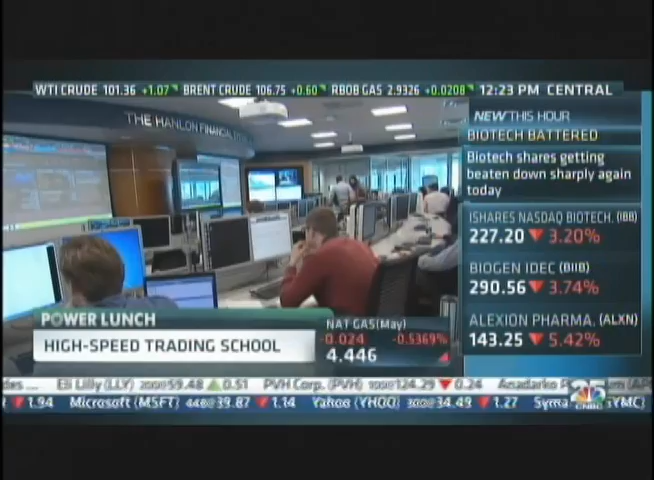 WTI CRUDE 101.36 +1.07 BRENT CRUDE 106.75 +0.60 RBOB GAS 2.9326 +0.0208 12:23 PM CENTRAL
THE HANLON FINANCIAL
NEW THIS HOUR
BIOTECH BATTERED
Biotech shares getting
beaten down sharply again
today
ISHARES NASDAQ BIOTECH. (IBB)
227.20 ▼ 3.20%
BIOGEN IDEC (BIIB)
290.56 ▼ 3.74%
ALEXION PHARMA. (ALXN)
143.25 ▼ 5.42%
POWER LUNCH
HIGH-SPEED TRADING SCHOOL
NAT GAS(May)
-0.024 -0.5369%
4.446
Eli Lilly (LLY) 59.48 ▲ 0.51 PVH Corp. (PVH) 124.29 ▼ 0.24 Anadarko
25
CNBC
▼ 1.94 Microsoft (MSFT) 39.87 ▼ 1.14 Yahoo (YHOO) 34.49 ▼ 1.27